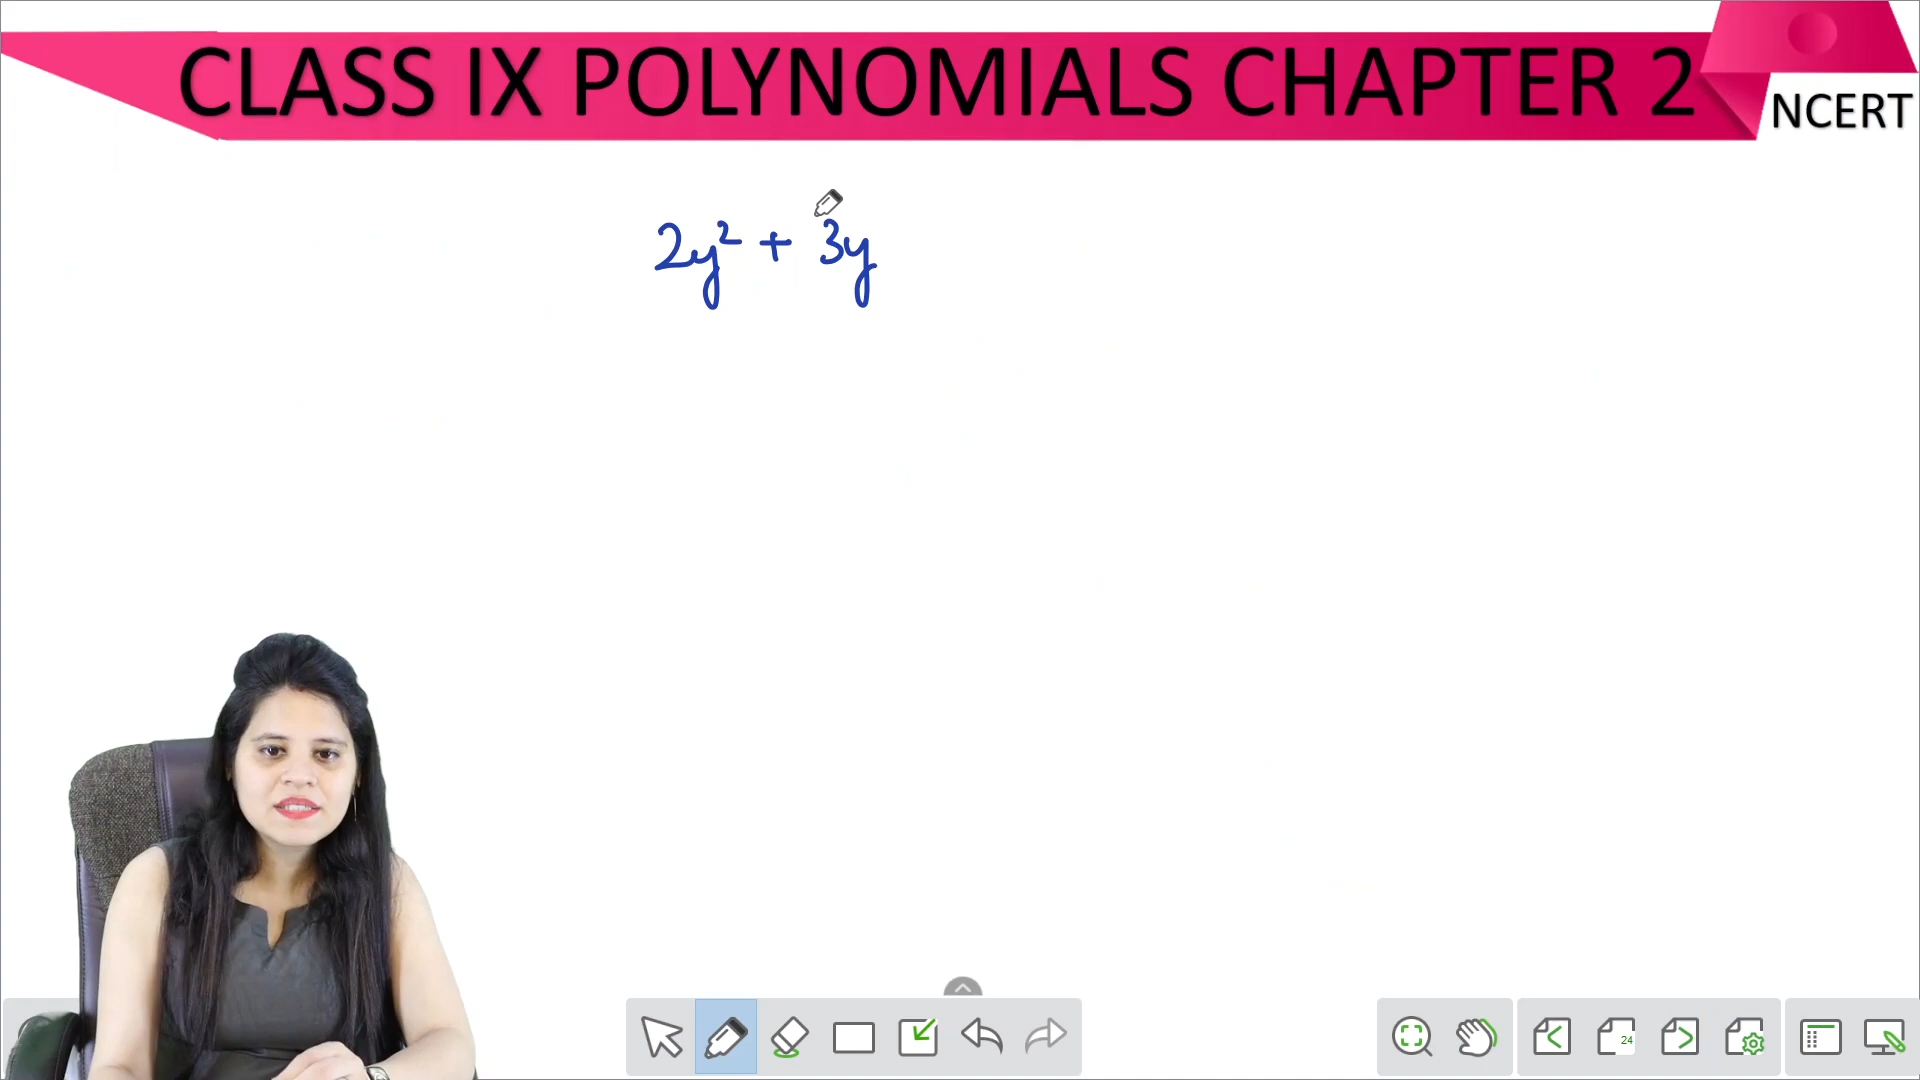 CLASS IX POLYNOMIALS CHAPTER 2
NCERT
2y² + 3y
24